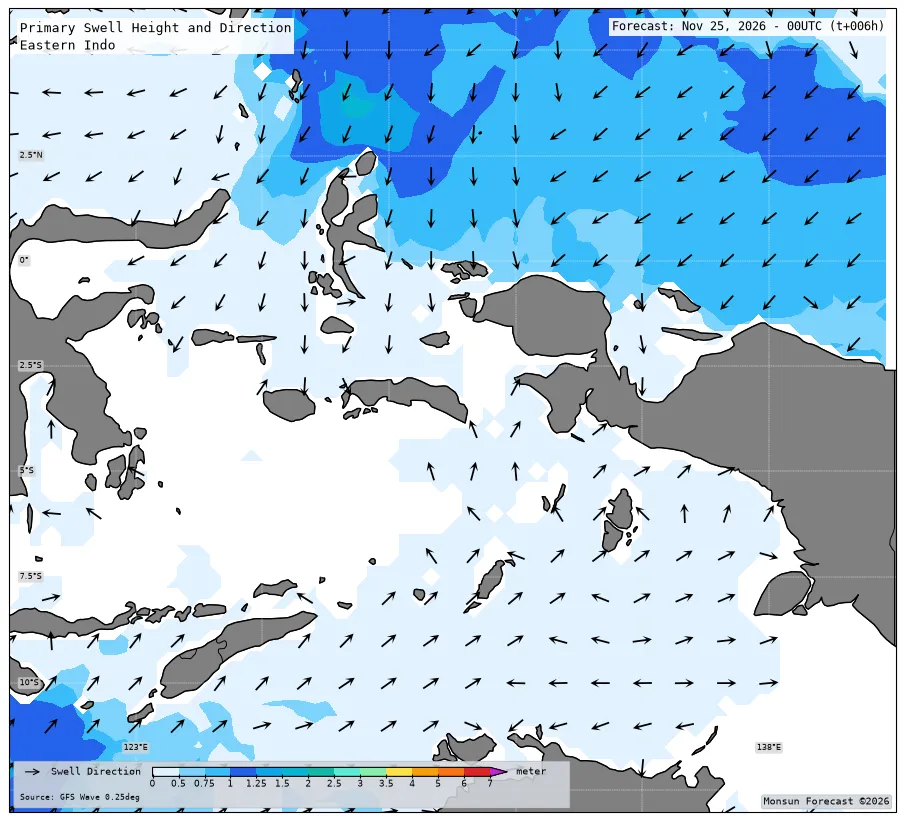 Primary Swell Height and Direction
Eastern Indo
Forecast: Nov 25, 2026 - 00UTC (t+006h)
2.5°N
0°
2.5°S
5°S
7.5°S
10°S
123°E
138°E
Swell Direction
0 0.5 0.75 1 1.25 1.5 2 2.5 3 3.5 4 5 6 7
meter
Source: GFS Wave 0.25deg
Monsun Forecast ©2026